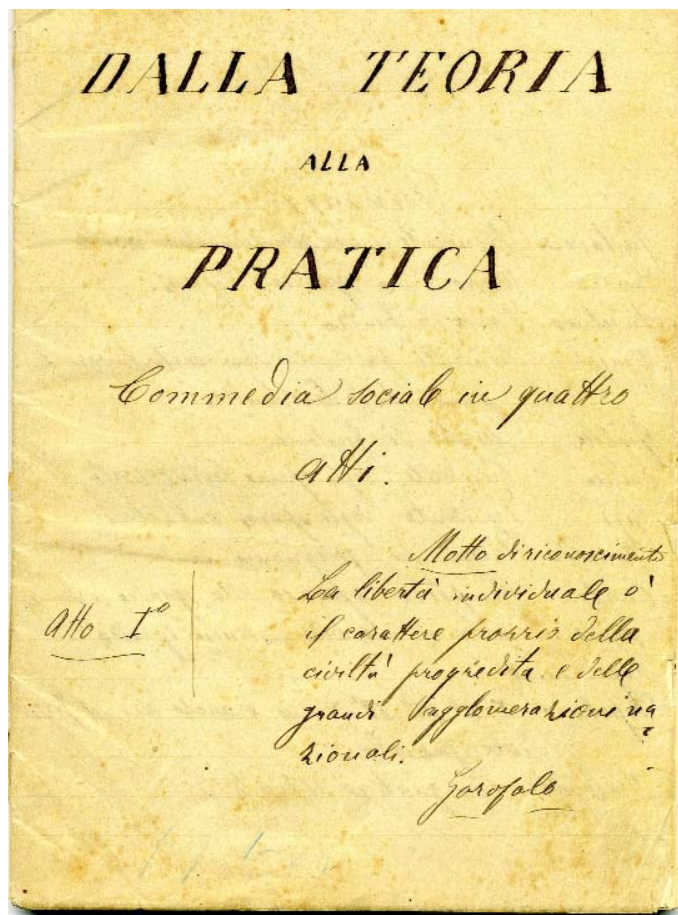 DALLA TEORIA
ALLA
PRATICA
Commedia sociale in quattro
atti.
Motto di riconoscimento
Atto Iº
La libertà individuale è
il carattere proprio della
civiltà progredita e delle
grandi agglomerazioni na
zionali.
Garofalo